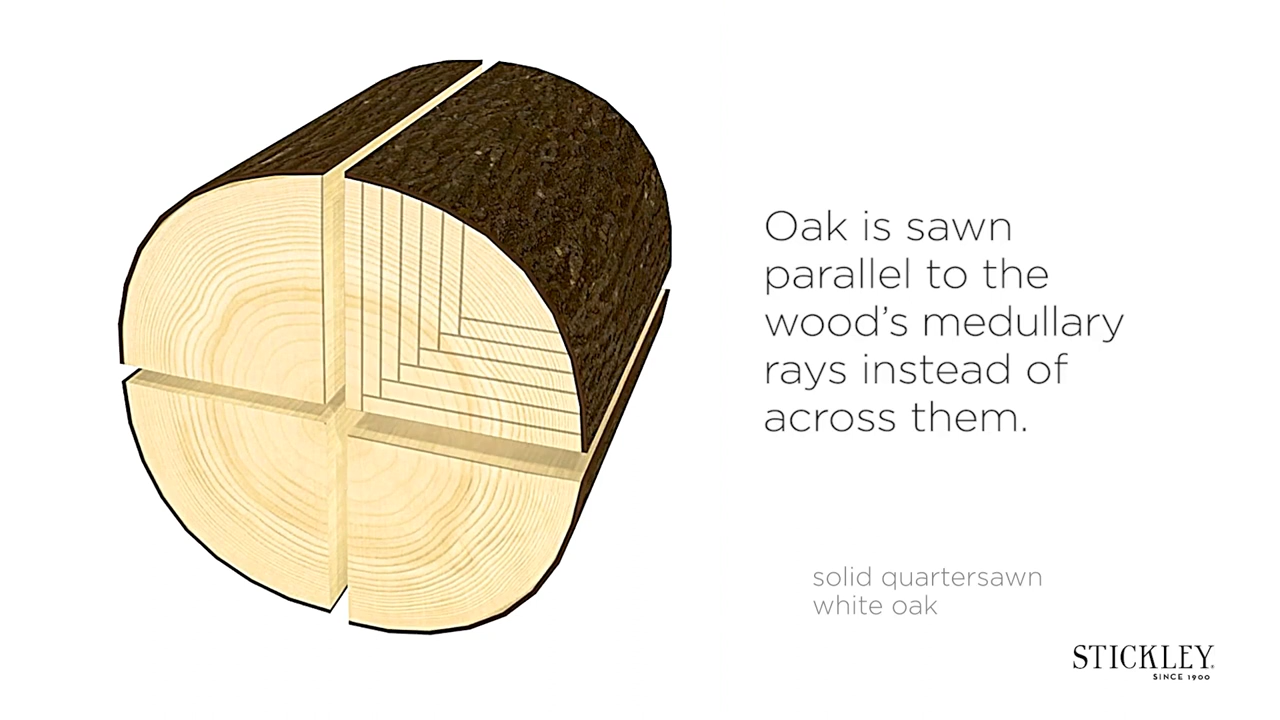 Oak is sawn
parallel to the
wood’s medullary
rays instead of
across them.
solid quartersawn
white oak
STICKLEY®
SINCE 1900